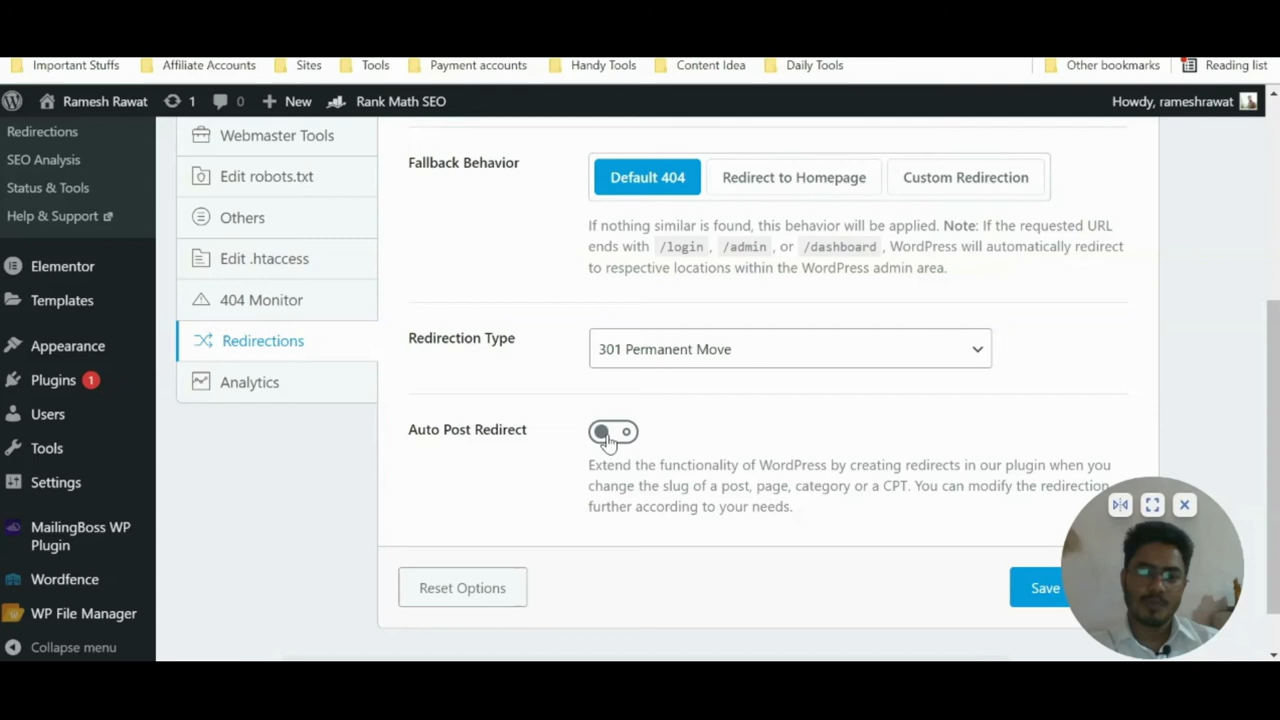 Important Stuffs
Affiliate Accounts
Sites
Tools
Payment accounts
Handy Tools
Content Idea
Daily Tools
Other bookmarks
Reading list
Ramesh Rawat
1
0
New
Rank Math SEO
Howdy, rameshrawat
Redirections
SEO Analysis
Status & Tools
Help & Support
Elementor
Templates
Appearance
Plugins 1
Users
Tools
Settings
MailingBoss WP
Plugin
Wordfence
WP File Manager
Collapse menu
Webmaster Tools
Edit robots.txt
Others
Edit .htaccess
404 Monitor
Redirections
Analytics
Fallback Behavior
Default 404
Redirect to Homepage
Custom Redirection
If nothing similar is found, this behavior will be applied. Note: If the requested URL
ends with /login, /admin, or /dashboard, WordPress will automatically redirect
to respective locations within the WordPress admin area.
Redirection Type
301 Permanent Move
Auto Post Redirect
Extend the functionality of WordPress by creating redirects in our plugin when you
change the slug of a post, page, category or a CPT. You can modify the redirection
further according to your needs.
Reset Options
Save